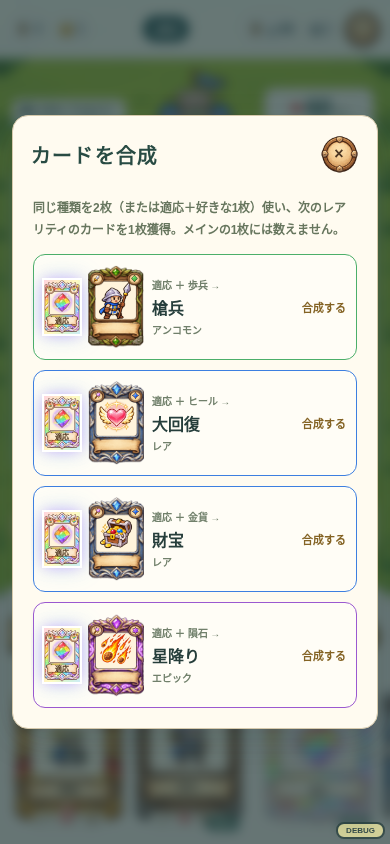 カードを合成
×
同じ種類を2枚（または適応＋好きな1枚）使い、次のレア
リティのカードを1枚獲得。メインの1枚には数えません。
適応
適応 ＋ 歩兵 →
槍兵
アンコモン
合成する
適応
適応 ＋ ヒール →
大回復
レア
合成する
適応
適応 ＋ 金貨 →
財宝
レア
合成する
適応
適応 ＋ 隕石 →
星降り
エピック
合成する
DEBUG